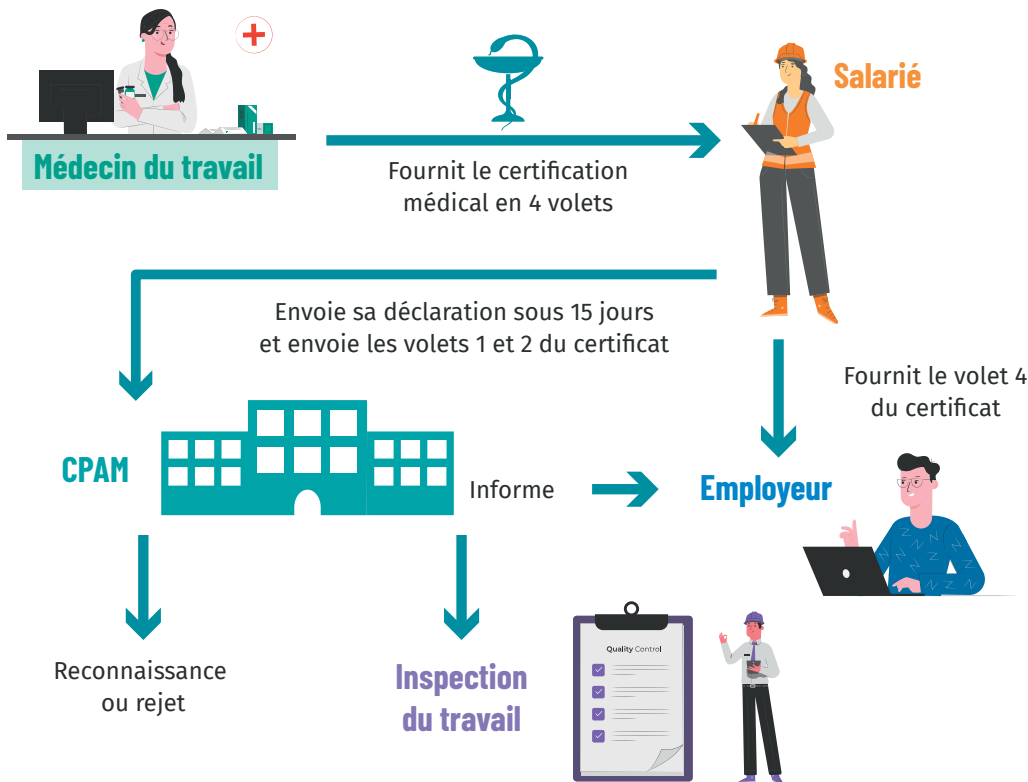 Médecin du travail
Salarié
Fournit le certification
médical en 4 volets
Envoie sa déclaration sous 15 jours
et envoie les volets 1 et 2 du certificat
Fournit le volet 4
du certificat
CPAM
Informe
Employeur
Reconnaissance
ou rejet
Inspection
du travail
Quality Control